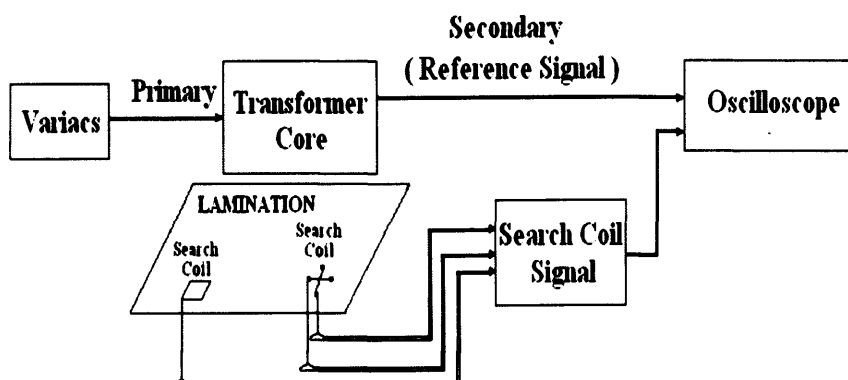 Secondary
( Reference Signal )
Primary
Variacs
Transformer
Core
Oscilloscope
LAMINATION
Search
Coil
Search
Coil
Search Coil
Signal